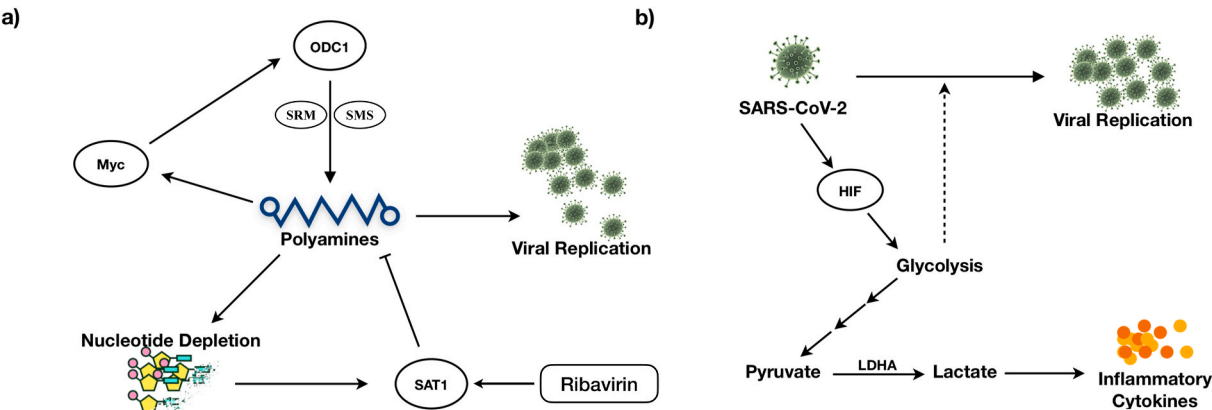 a)
ODC1
SRM
SMS
Myc
Polyamines
Viral Replication
Nucleotide Depletion
SAT1
Ribavirin
b)
SARS-CoV-2
Viral Replication
HIF
Glycolysis
Pyruvate
LDHA
Lactate
Inflammatory
Cytokines